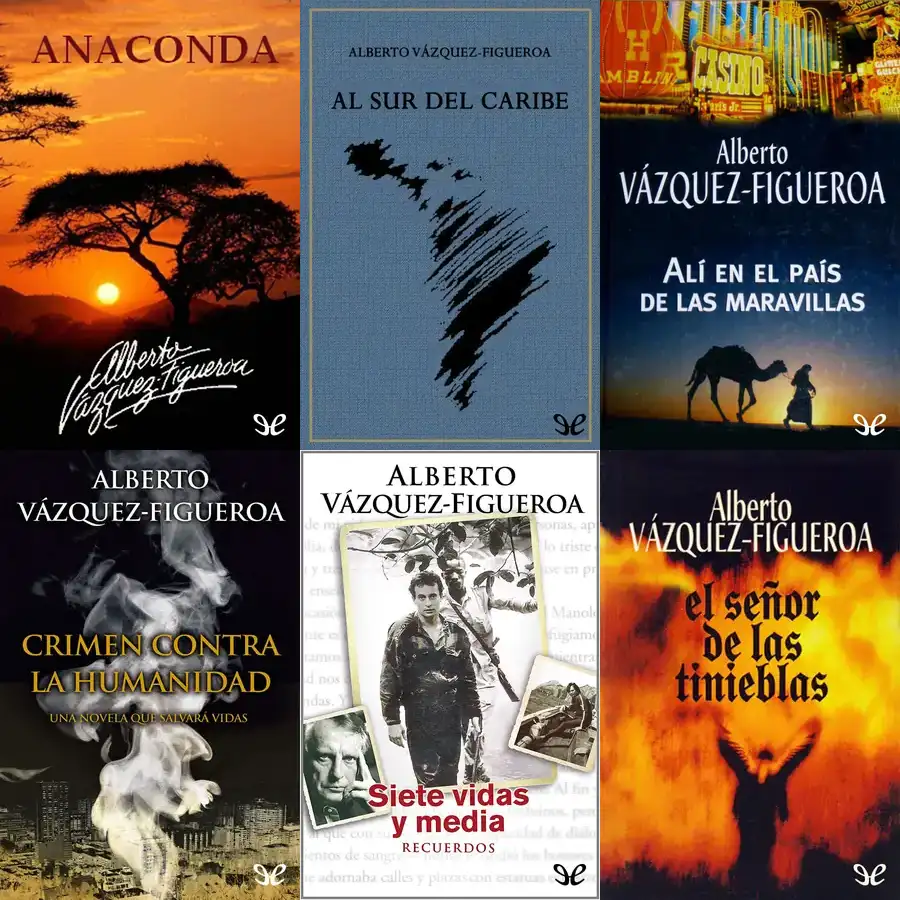 ANACONDA
Alberto
Vázquez-Figueroa
ALBERTO VÁZQUEZ-FIGUEROA
AL SUR DEL CARIBE
CASINO
Alberto
VÁZQUEZ-FIGUEROA
ALÍ EN EL PAÍS
DE LAS MARAVILLAS
ALBERTO
VÁZQUEZ-FIGUEROA
CRIMEN CONTRA
LA HUMANIDAD
UNA NOVELA QUE SALVARÁ VIDAS
ALBERTO
VÁZQUEZ-FIGUEROA
Siete vidas
y media
RECUERDOS
Alberto
VÁZQUEZ-FIGUEROA
el señor
de las
tinieblas